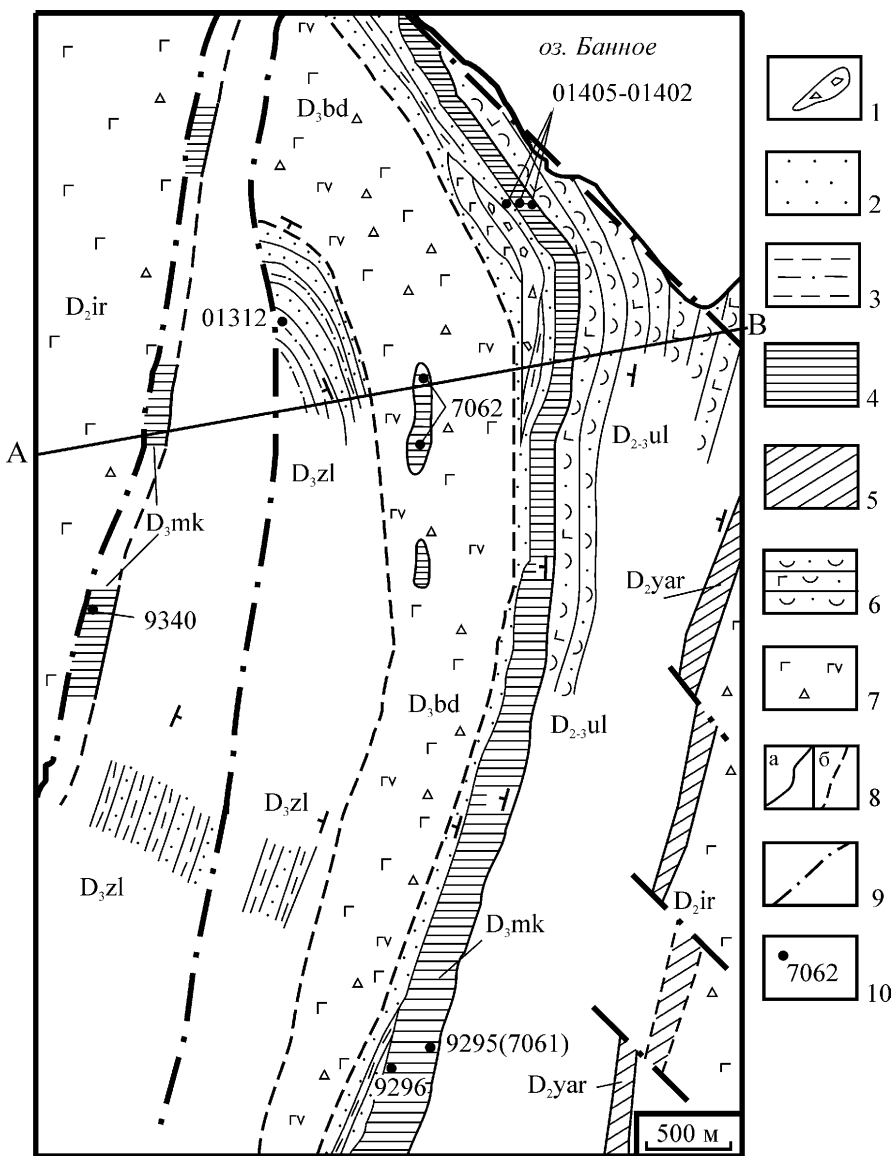 оз. Банное
01405-01402
1
D₃bd
2
3
D₂ir
01312
B
4
7062
A
D₃zl
D₂₋₃ul
5
D₃mk
D₂yar
6
9340
7
D₃bd
D₂₋₃ul
а
б
8
D₃zl
D₃zl
9
D₂ir
D₃mk
7062
10
9295(7061)
9296
D₂yar
500 м